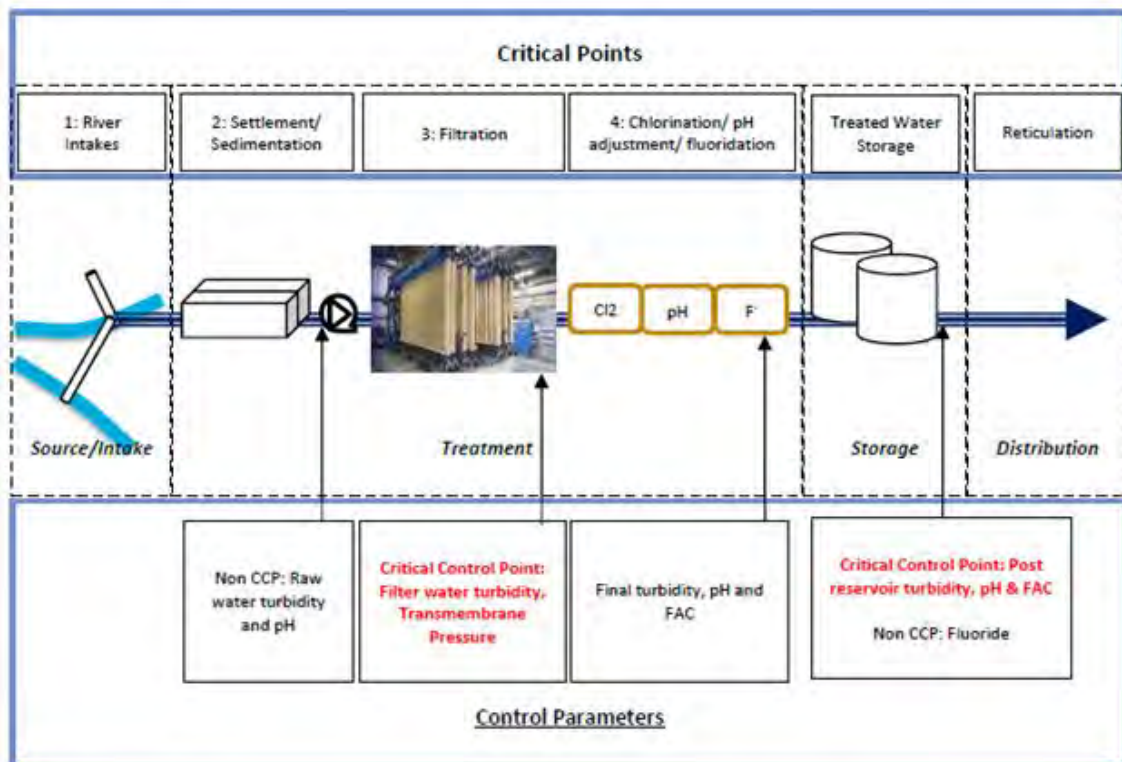 Critical Points
1: River
Intakes
2: Settlement/
Sedimentation
3: Filtration
4: Chlorination/ pH
adjustment/ fluoridation
Treated Water
Storage
Reticulation
Cl2
pH
F
Source/Intake
Treatment
Storage
Distribution
Non CCP: Raw
water turbidity
and pH
Critical Control Point:
Filter water turbidity,
Transmembrane
Pressure
Final turbidity, pH and
FAC
Critical Control Point: Post
reservoir turbidity, pH & FAC
Non CCP: Fluoride
Control Parameters